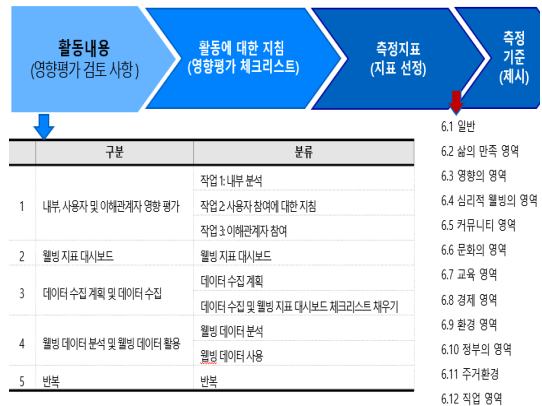 활동내용
(영향평가 검토 사항)
활동에 대한 지침
(영향평가 체크리스트)
측정지표
(지표 선정)
측정
기준
(제시)
구분
분류
1
내부, 사용자 및 이해관계자 영향 평가
작업 1: 내부 분석
작업 2: 사용자 참여에 대한 지침
작업 3: 이해관계자 참여
2
웰빙 지표 대시보드
웰빙 지표 대시보드
3
데이터 수집 계획 및 데이터 수집
데이터 수집 계획
데이터 수집 및 웰빙 지표 대시보드 체크리스트 채우기
4
웰빙 데이터 분석 및 웰빙 데이터 활용
웰빙 데이터 분석
웰빙 데이터 사용
5
반복
반복
6.1 일반
6.2 삶의 만족 영역
6.3 영향의 영역
6.4 심리적 웰빙의 영역
6.5 커뮤니티 영역
6.6 문화의 영역
6.7 교육 영역
6.8 경제 영역
6.9 환경 영역
6.10 정부의 영역
6.11 주거환경
6.12 직업 영역